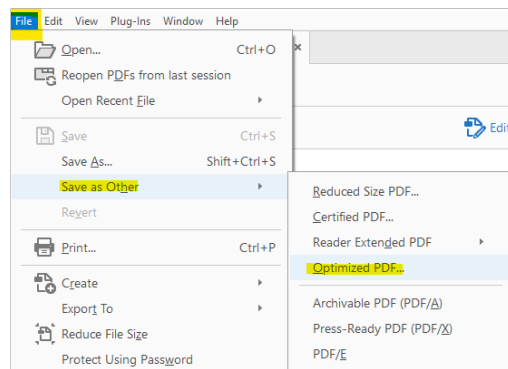 File Edit View Plug-Ins Window Help
Open... Ctrl+O
Reopen PDFs from last session
Open Recent File
Edit
Save Ctrl+S
Save As... Shift+Ctrl+S
Save as Other
Reduced Size PDF...
Revert
Certified PDF...
Print... Ctrl+P
Reader Extended PDF
Optimized PDF...
Create
Archivable PDF (PDF/A)
Export To
Press-Ready PDF (PDF/X)
Reduce File Size
PDF/E
Protect Using Password